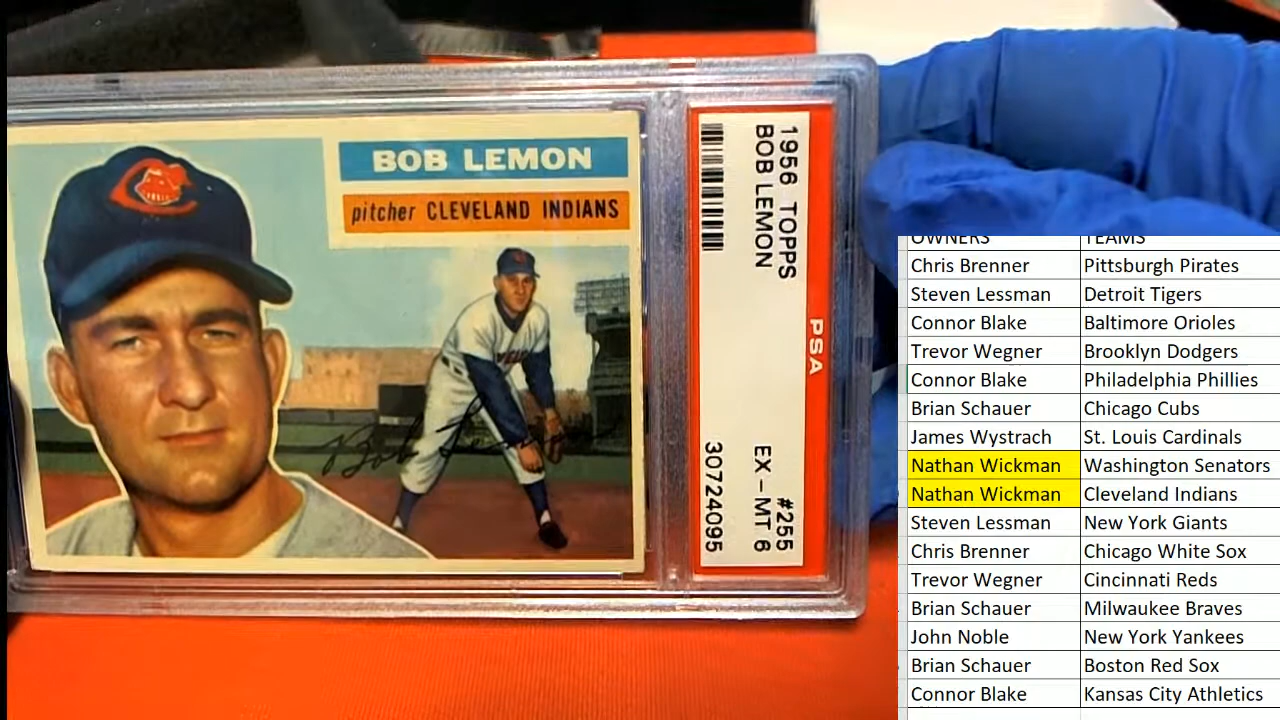 BOB LEMON
pitcher CLEVELAND INDIANS
Bob Lemon
1956 TOPPS
BOB LEMON
#255
EX-MT 6
30724095
PSA
OWNERS TEAMS
Chris Brenner Pittsburgh Pirates
Steven Lessman Detroit Tigers
Connor Blake Baltimore Orioles
Trevor Wegner Brooklyn Dodgers
Connor Blake Philadelphia Phillies
Brian Schauer Chicago Cubs
James Wystrach St. Louis Cardinals
Nathan Wickman Washington Senators
Nathan Wickman Cleveland Indians
Steven Lessman New York Giants
Chris Brenner Chicago White Sox
Trevor Wegner Cincinnati Reds
Brian Schauer Milwaukee Braves
John Noble New York Yankees
Brian Schauer Boston Red Sox
Connor Blake Kansas City Athletics